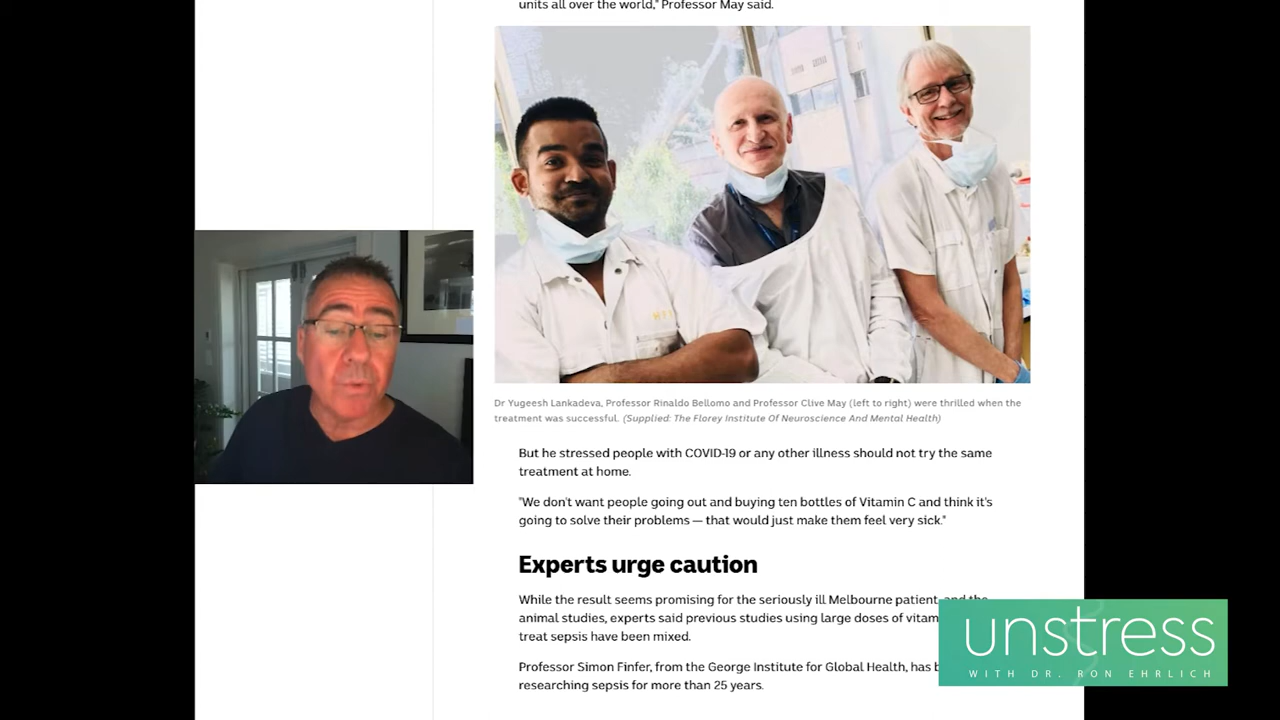 units all over the world," Professor May said.
Dr Yugeesh Lankadeva, Professor Rinaldo Bellomo and Professor Clive May (left to right) were thrilled when the
treatment was successful. (Supplied: The Florey Institute Of Neuroscience And Mental Health)
But he stressed people with COVID-19 or any other illness should not try the same
treatment at home.
"We don't want people going out and buying ten bottles of Vitamin C and think it's
going to solve their problems — that would just make them feel very sick."
Experts urge caution
While the result seems promising for the seriously ill Melbourne patient, and the
animal studies, experts said previous studies using large doses of
treat sepsis have been mixed.
Professor Simon Finfer, from the George Institute for Global Health, has
researching sepsis for more than 25 years.
unstress
WITH DR. RON EHRLICH